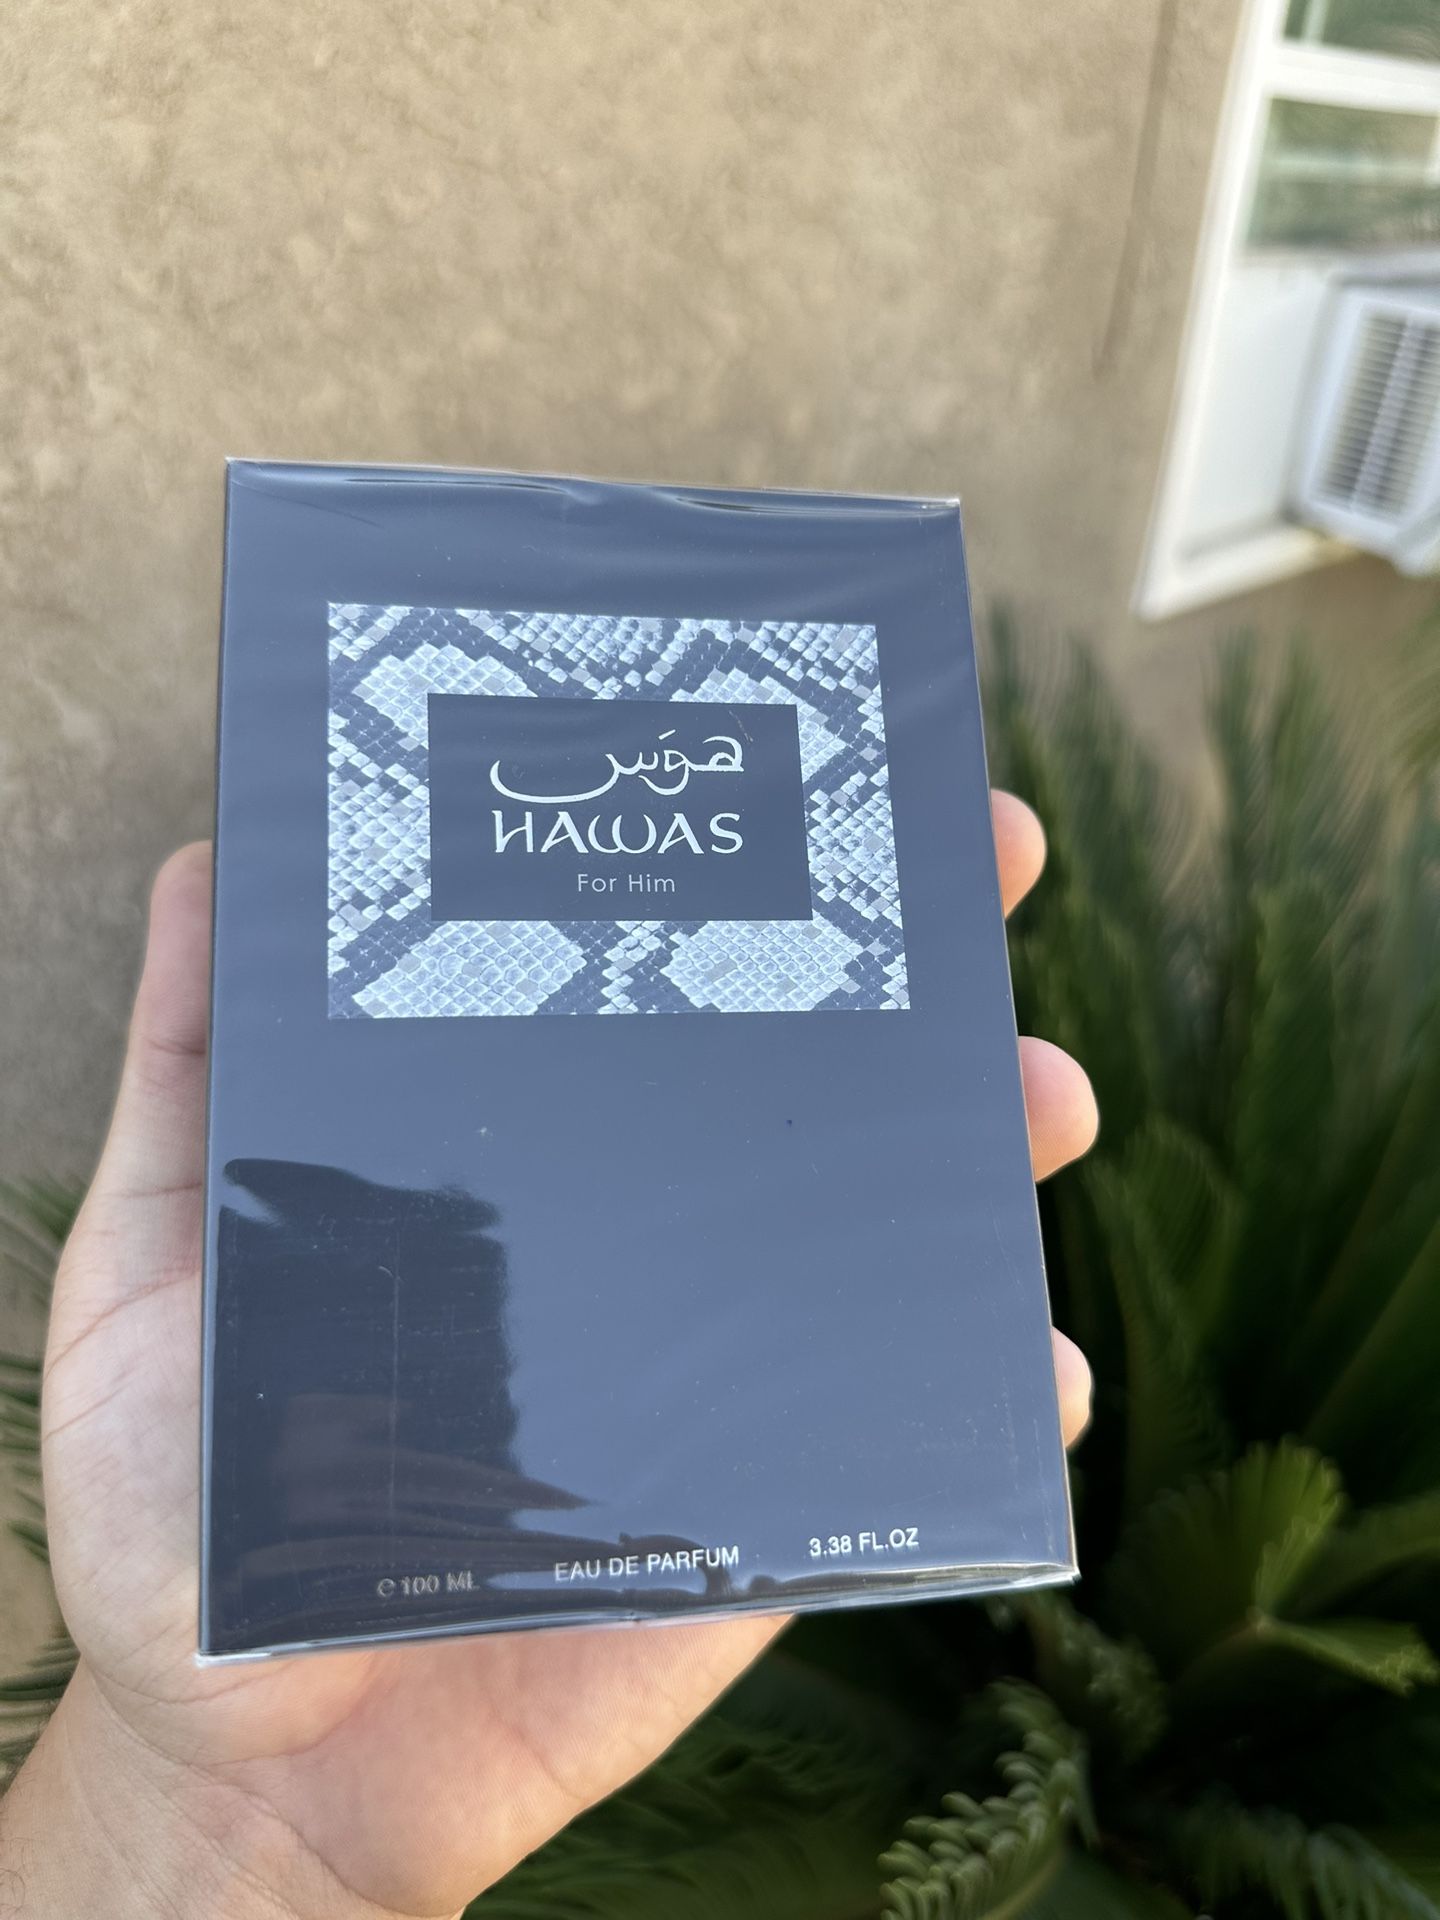 هوَس
HAWAS
For Him
℮ 100 ML EAU DE PARFUM 3.38 FL.OZ